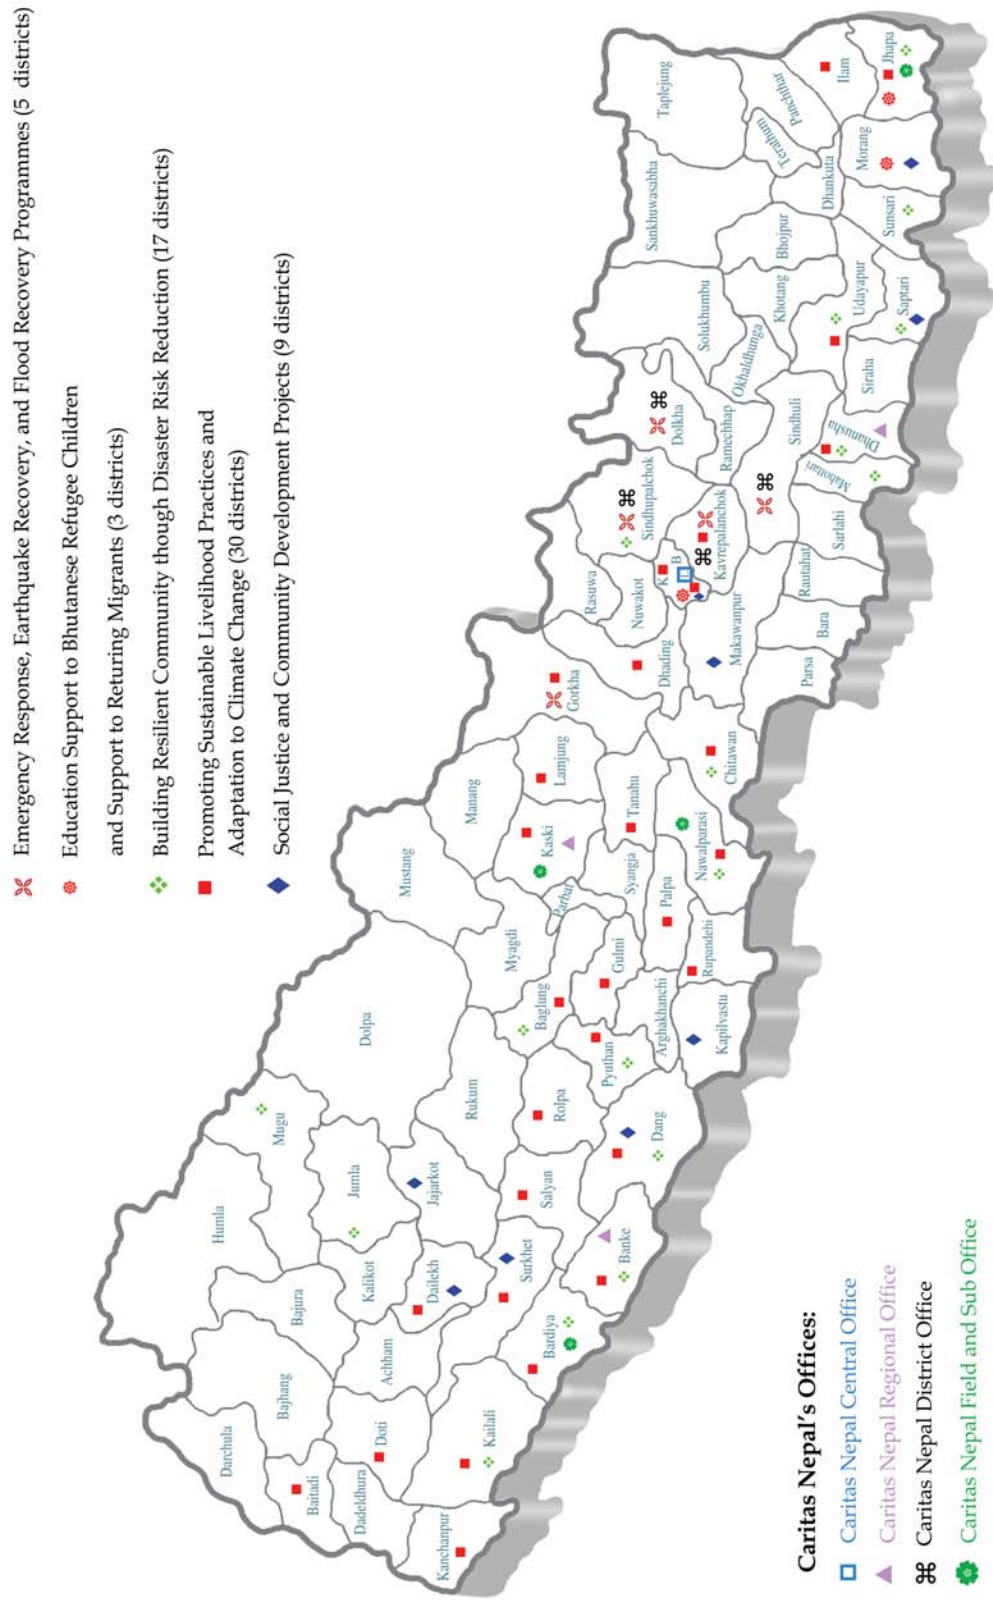 Emergency Response, Earthquake Recovery, and Flood Recovery Programmes (5 districts)
Education Support to Bhutanese Refugee Children
and Support to Returing Migrants (3 districts)
Building Resilient Community though Disaster Risk Reduction (17 districts)
Promoting Sustainable Livelihood Practices and
Adaptation to Climate Change (30 districts)
Social Justice and Community Development Projects (9 districts)
Darchula
Baitadi
Dadeldhura
Kanchanpur
Bajhang
Doti
Kailali
Humla
Bajura
Achham
Bardiya
Mugu
Jumla
Kalikot
Dailekh
Jajarkot
Surkhet
Banke
Dolpa
Rukum
Salyan
Rolpa
Dang
Mustang
Myagdi
Baglung
Pyuthan
Gulmi
Arghakhanchi
Kapilvastu
Manang
Kaski
Parbat
Syangja
Palpa
Rupandehi
Lamjung
Tanahu
Nawalparasi
Gorkha
Dhading
Chitawan
Rasuwa
Nuwakot
K
B
Makawanpur
Parsa
Bara
Rautahat
Sindhupalchok
Kavrepalanchok
Sarlahi
Dolkha
Ramechhap
Sindhuli
Mahottari
Dhanusha
Solukhumbu
Okhaldhunga
Khotang
Udayapur
Siraha
Saptari
Sankhuwasabha
Bhojpur
Dhankuta
Sunsari
Morang
Taplejung
Terathum
Panchthar
Ilam
Jhapa
Caritas Nepal's Offices:
Caritas Nepal Central Office
Caritas Nepal Regional Office
Caritas Nepal District Office
Caritas Nepal Field and Sub Office